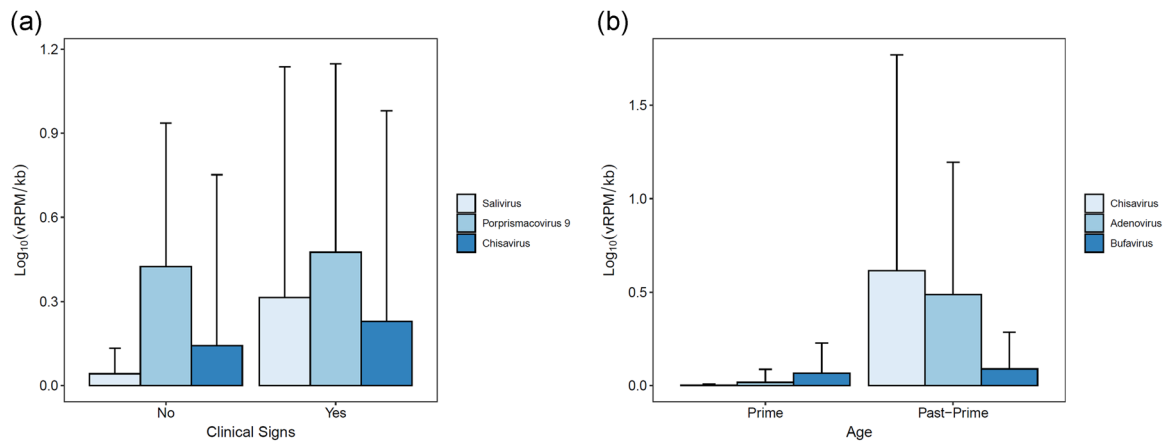 (a)
1.2
0.9
0.6
0.3
0.0
Log10(vRPM/kb)
No
Yes
Clinical Signs
Salivirus
Porprismacovirus 9
Chisavirus
(b)
1.5
1.0
0.5
0.0
Log10(vRPM/kb)
Prime
Past−Prime
Age
Chisavirus
Adenovirus
Bufavirus